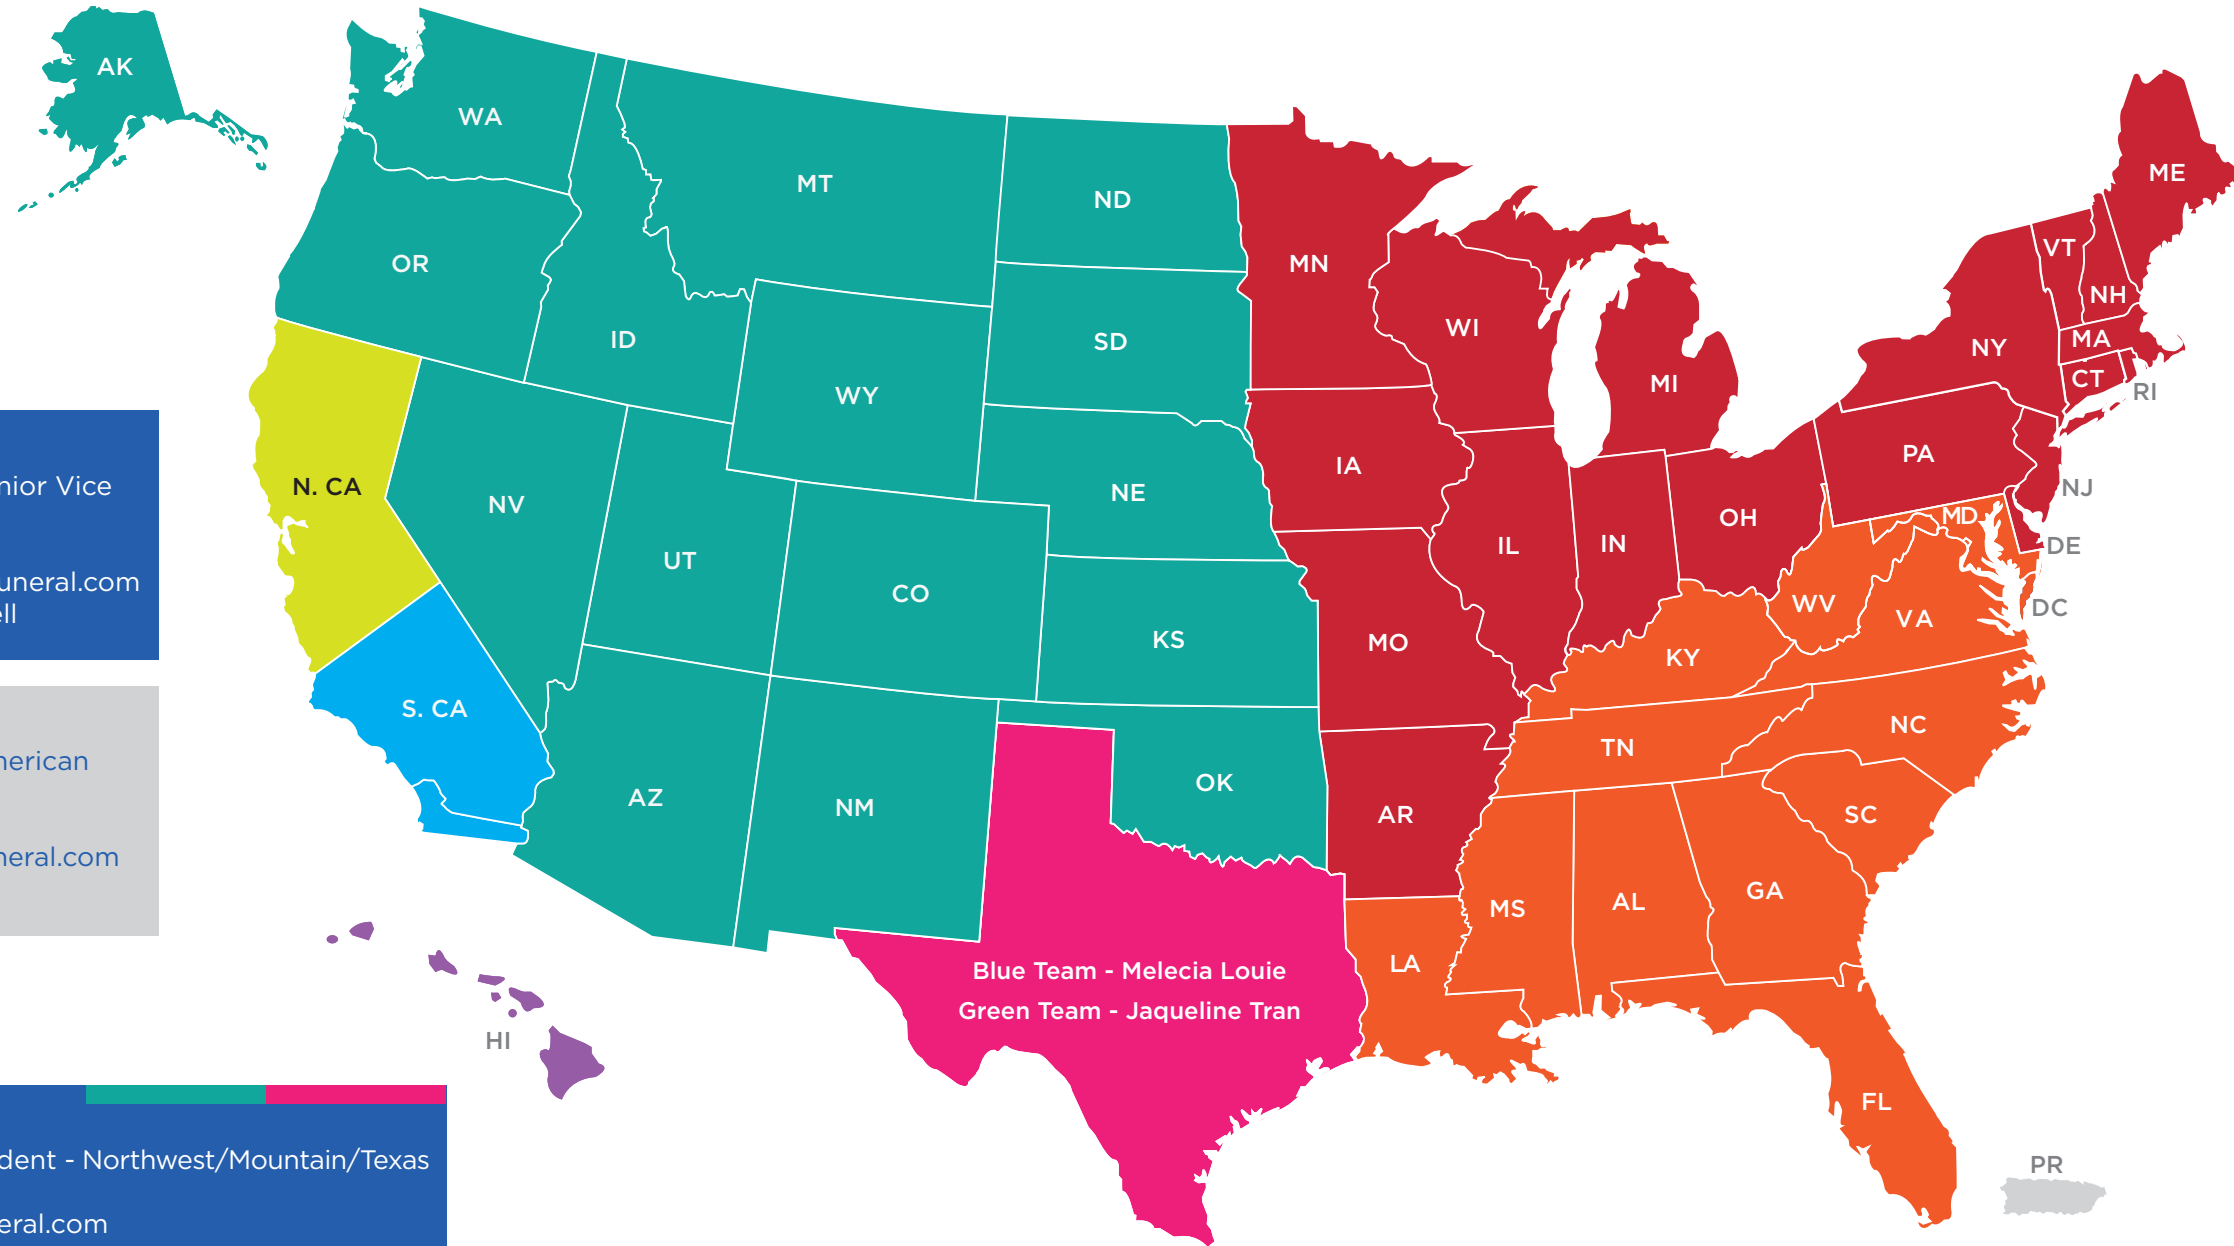 AK
WA
MT
ND
OR
ID
SD
WY
MN
WI
MI
ME
VT
NH
NY
MA
CT
RI
N. CA
NV
UT
CO
NE
KS
IA
IL
IN
OH
PA
NJ
MD
DE
DC
WV
VA
MO
KY
S. CA
AZ
NM
OK
AR
TN
NC
SC
MS
AL
GA
LA
FL
Blue Team - Melecia Louie
Green Team - Jaqueline Tran
HI
PR
nior Vice
uneral.com
ell
nerican
neral.com
dent - Northwest/Mountain/Texas
eral.com